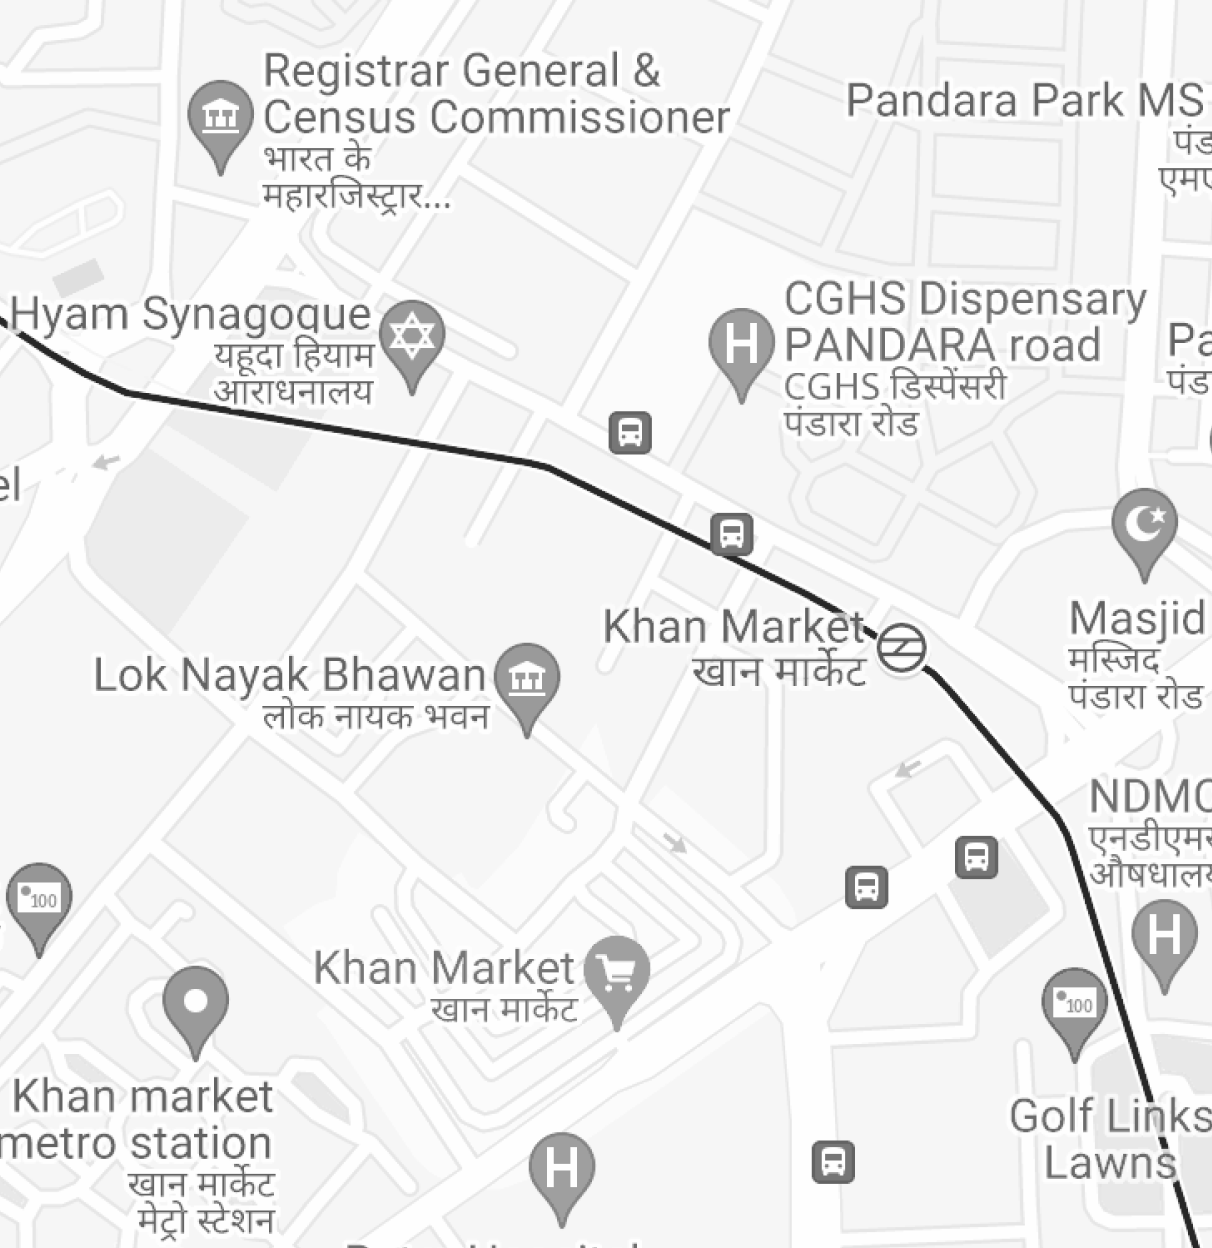 Registrar General &
Census Commissioner
भारत के
महारजिस्ट्रार...
Pandara Park MS
Hyam Synagogue
यहूदा हियाम
आराधनालय
CGHS Dispensary
PANDARA road
CGHS डिस्पेंसरी
पंडारा रोड
Khan Market
खान मार्केट
Masjid
मस्जिद
पंडारा रोड
Lok Nayak Bhawan
लोक नायक भवन
NDMC
100
Khan Market
खान मार्केट
100
Khan market
metro station
खान मार्केट
मेट्रो स्टेशन
Golf Links
Lawns